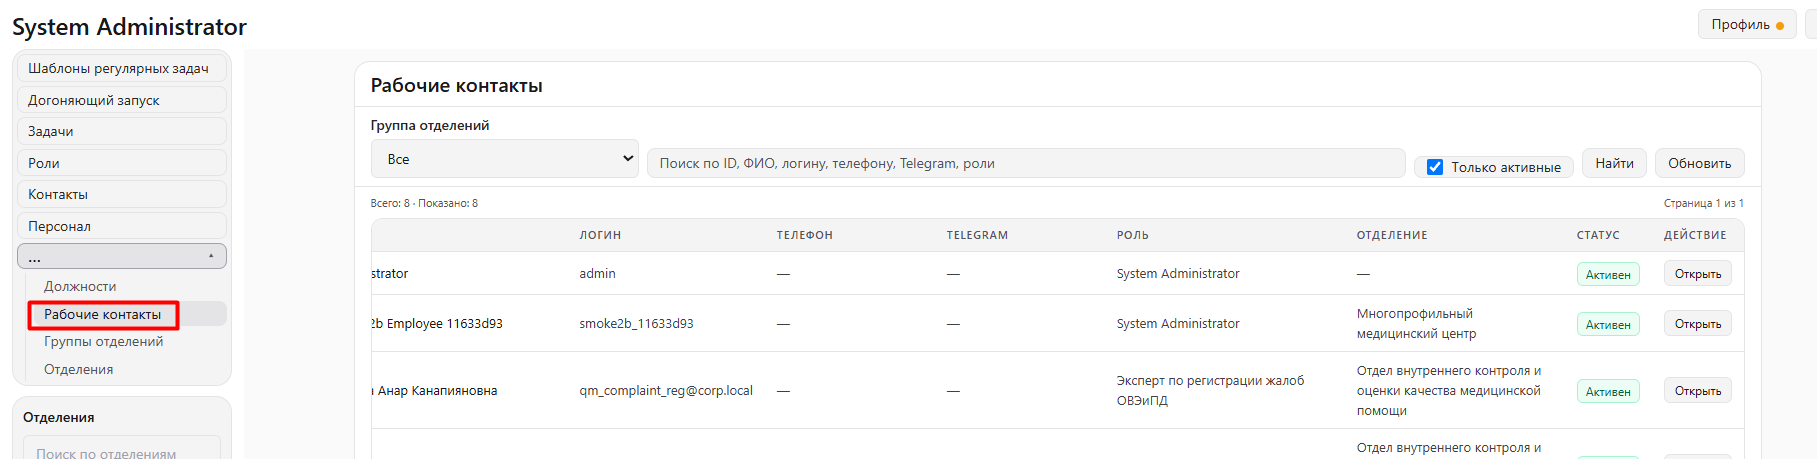 System Administrator
Профиль
Шаблоны регулярных задач
Догоняющий запуск
Задачи
Роли
Контакты
Персонал
...
Должности
Рабочие контакты
Группы отделений
Отделения
Отделения
Поиск по отделениям
Рабочие контакты
Группа отделений
Все
Поиск по ID, ФИО, логину, телефону, Telegram, роли
Только активные
Найти
Обновить
Всего: 8 · Показано: 8
Страница 1 из 1
ЛОГИН ТЕЛЕФОН TELEGRAM РОЛЬ ОТДЕЛЕНИЕ СТАТУС ДЕЙСТВИЕ
strator admin — — System Administrator — Активен Открыть
2b Employee 11633d93 smoke2b_11633d93 — — System Administrator Многопрофильный
медицинский центр Активен Открыть
Анар Канапияновна qm_complaint_reg@corp.local — — Эксперт по регистрации жалоб
ОВЭиПД
Отдел внутреннего контроля и
оценки качества медицинской
помощи
Активен Открыть
Отдел внутреннего контроля и